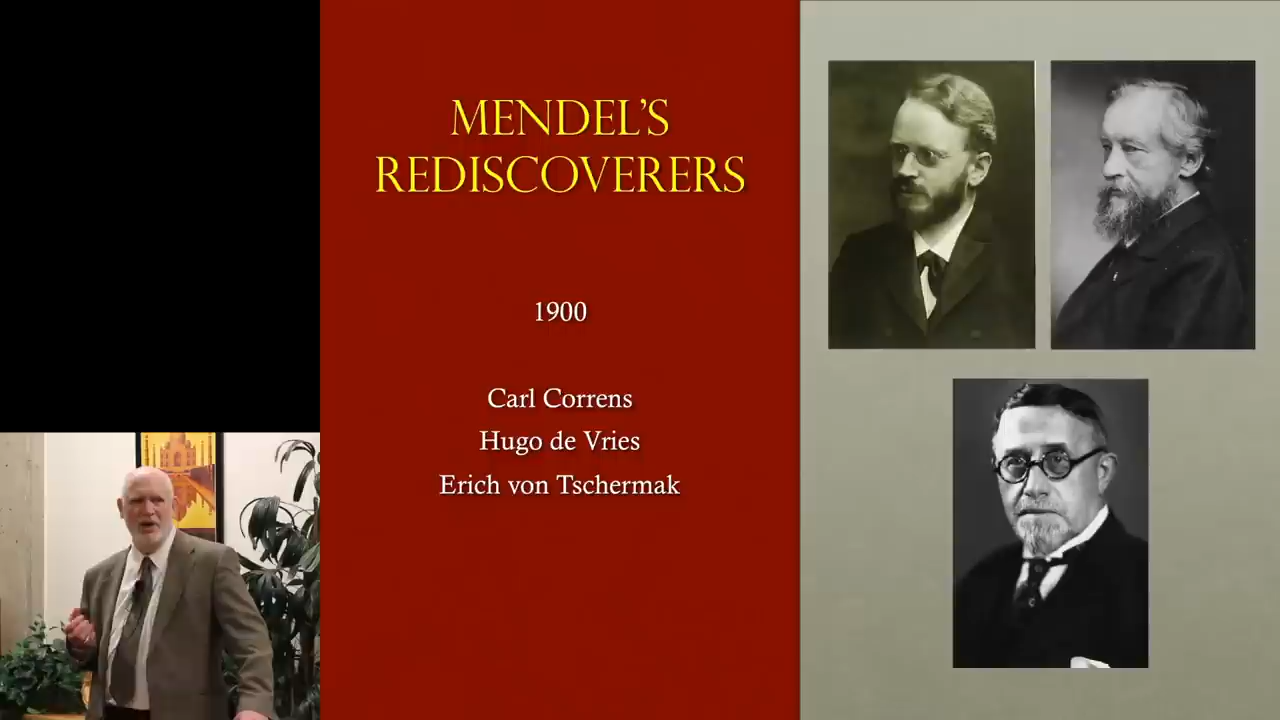 MENDEL'S
REDISCOVERERS
1900
Carl Correns
Hugo de Vries
Erich von Tschermak